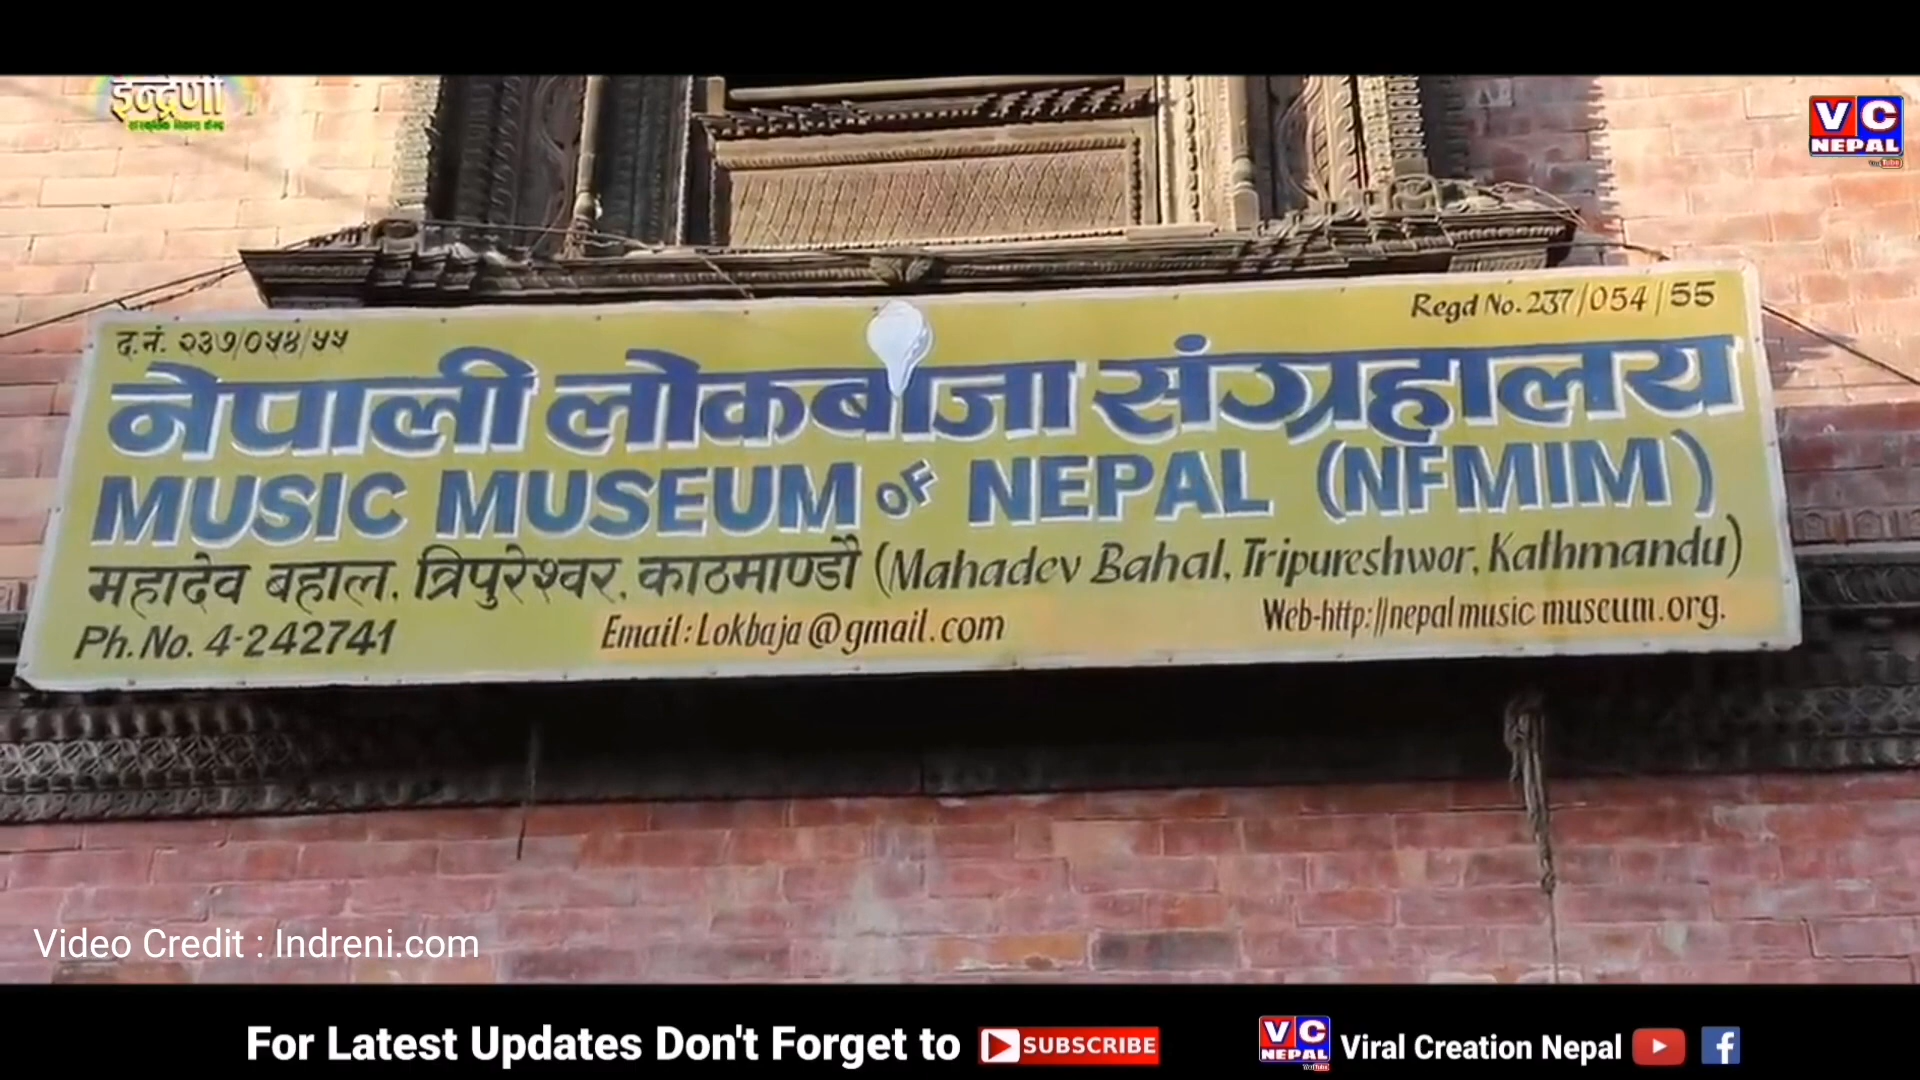 इन्द्रेणी
VC
NEPAL
द.नं. २३७/०५४/५५
Regd No. 237/054/55
नेपाली लोकबाजा संग्रहालय
MUSIC MUSEUM OF NEPAL (NFMIM)
महादेव बहाल, त्रिपुरेश्वर, काठमाण्डौ (Mahadev Bahal, Tripureshwor, Kathmandu)
Ph. No. 4-242741
Email: Lokbaja@gmail.com
Web-http://nepalmusic museum.org.
Video Credit : Indreni.com
For Latest Updates Don't Forget to SUBSCRIBE
VC NEPAL Viral Creation Nepal